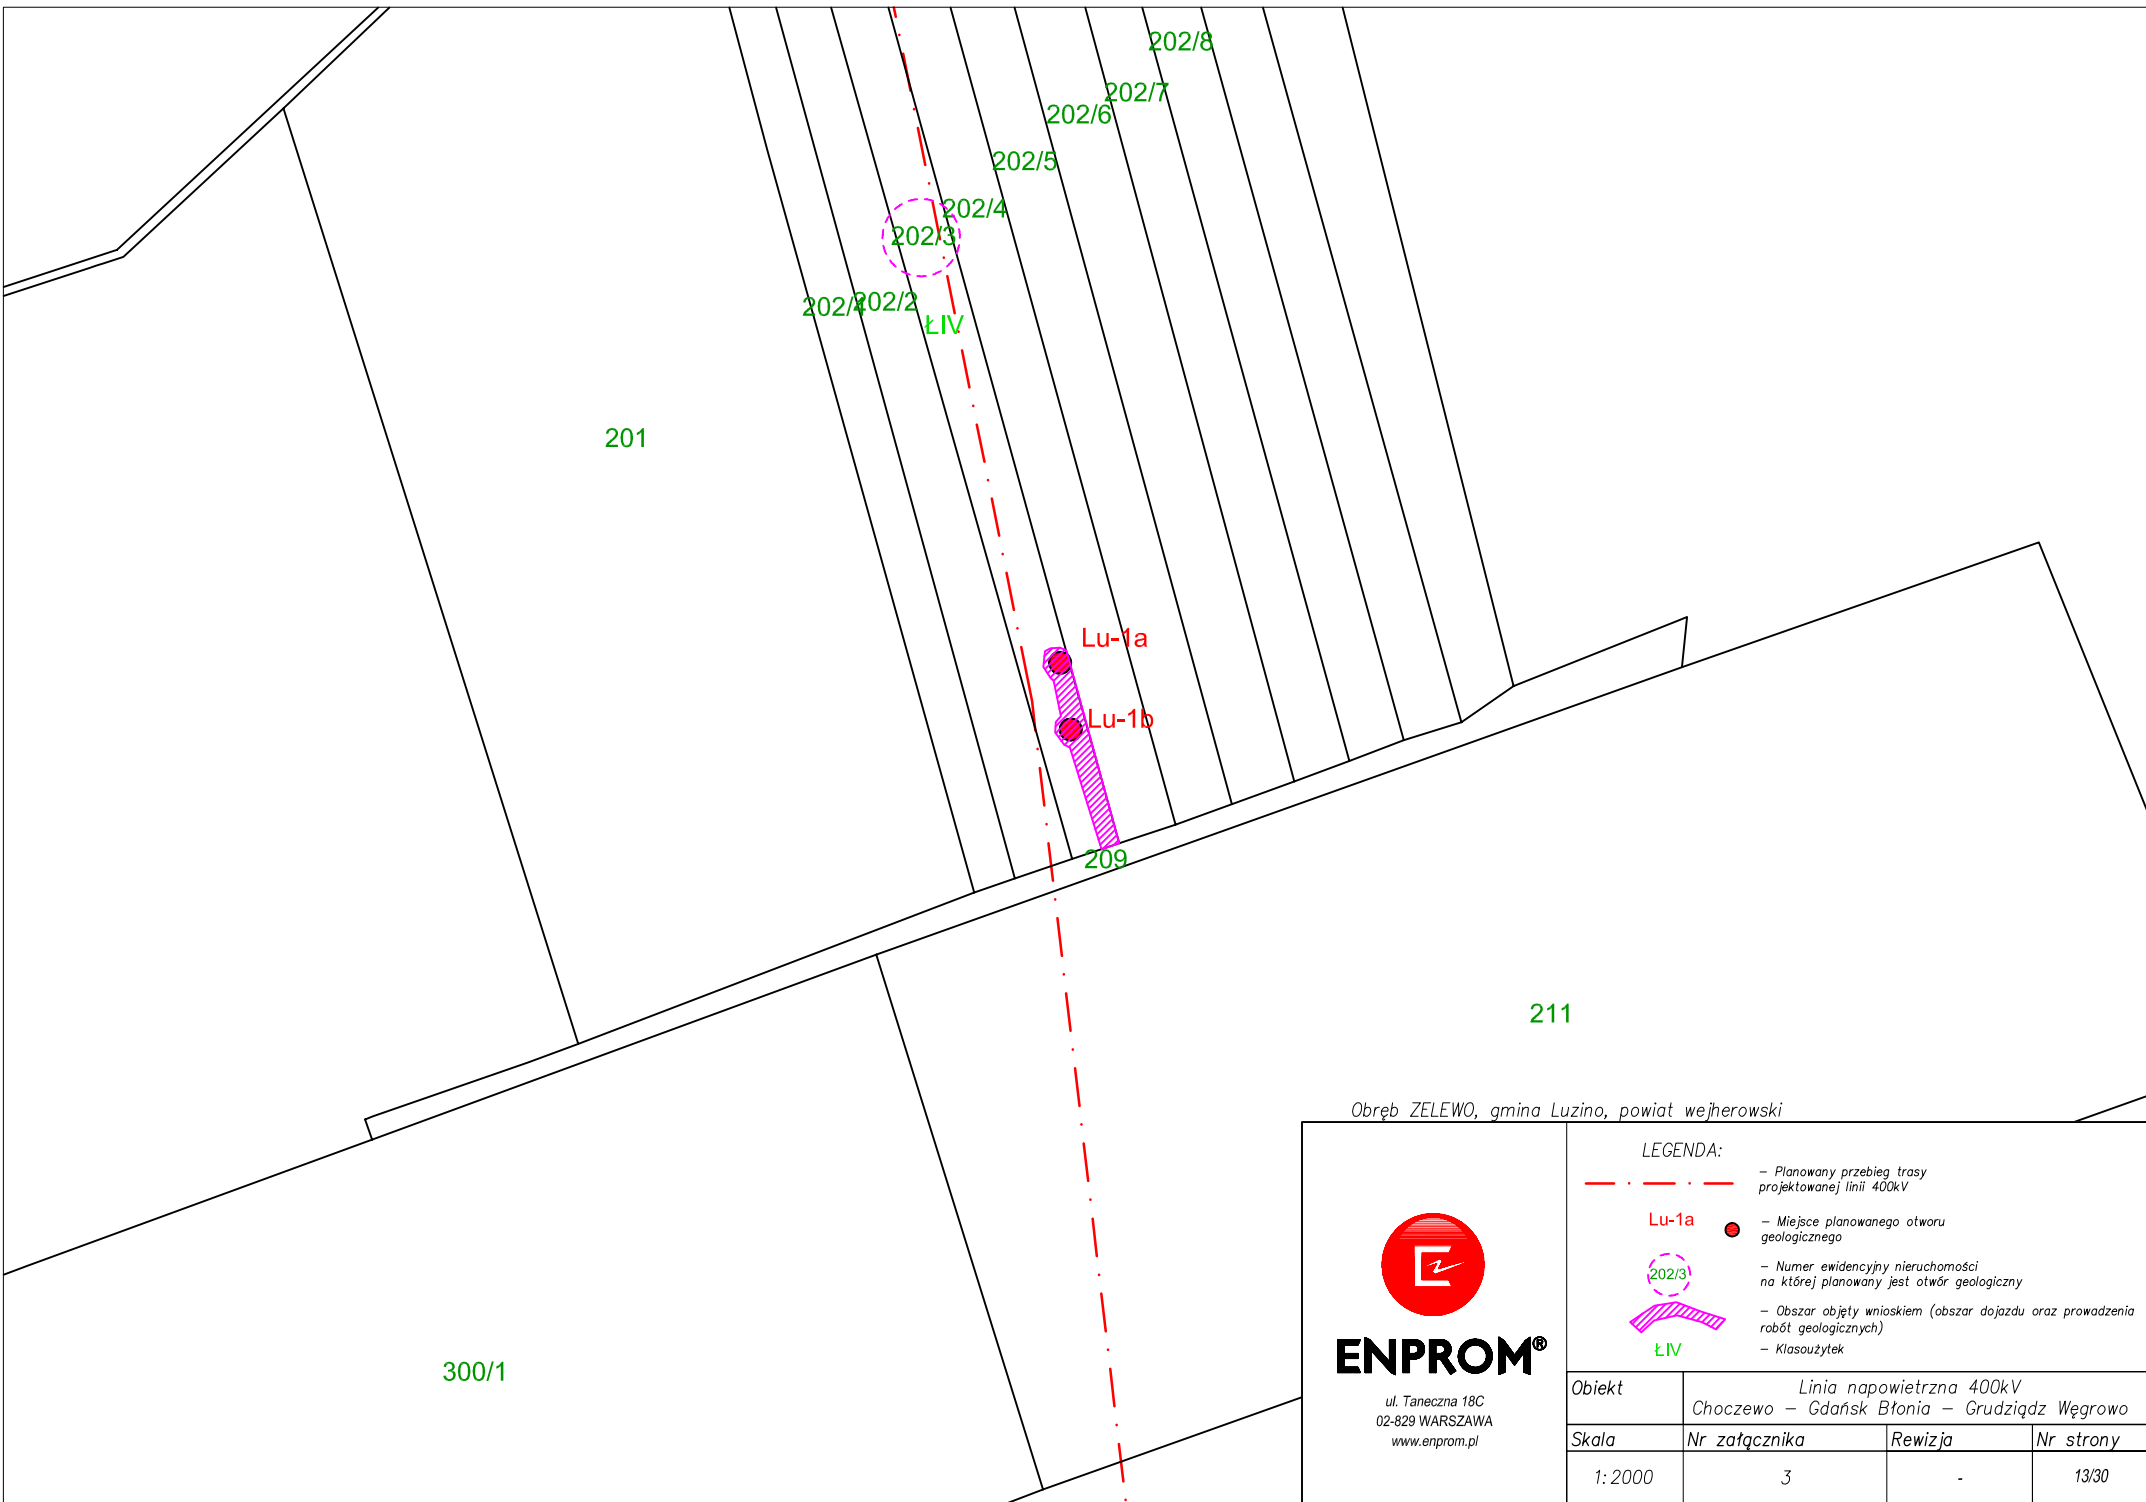 202/8
202/7
202/6
202/5
202/4
202/3
202/1
202/2
ŁIV
201
Lu-1a
Lu-1b
209
211
300/1
Obręb ZELEWO, gmina Luzino, powiat wejherowski
LEGENDA:
– Planowany przebieg trasy
projektowanej linii 400kV
Lu-1a
– Miejsce planowanego otworu
geologicznego
202/3
– Numer ewidencyjny nieruchomości
na której planowany jest otwór geologiczny
– Obszar objęty wnioskiem (obszar dojazdu oraz prowadzenia
robót geologicznych)
ŁIV
– Klasoużytek
ENPROM®
ul. Taneczna 18C
02-829 WARSZAWA
www.enprom.pl
Obiekt
Linia napowietrzna 400kV
Choczewo – Gdańsk Błonia – Grudziądz Węgrowo
Skala Nr załącznika Rewizja Nr strony
1:2000 3 - 13/30